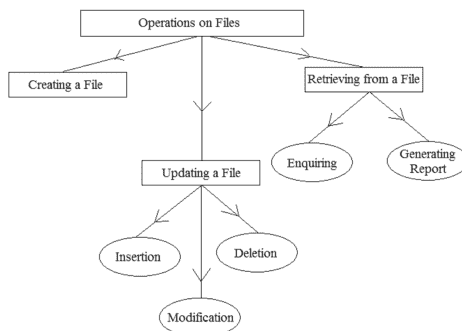 Operations on Files
Creating a File
Retrieving from a File
Enquiring
Generating
Report
Updating a File
Insertion
Deletion
Modification